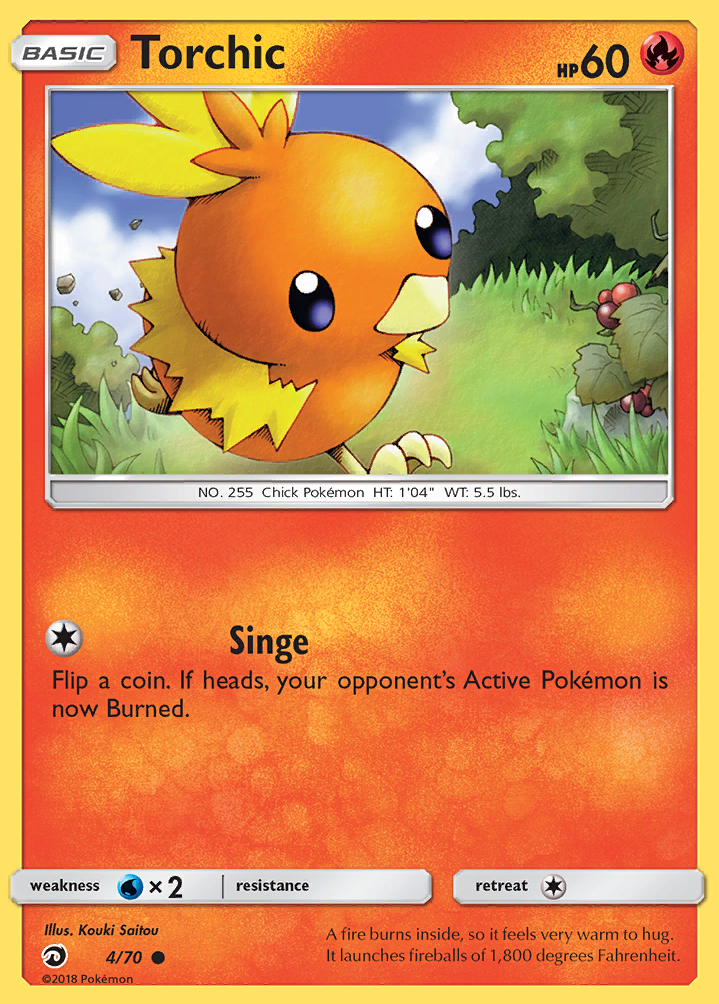 BASIC Torchic HP60
NO. 255 Chick Pokémon HT: 1'04" WT: 5.5 lbs.
Singe
Flip a coin. If heads, your opponent's Active Pokémon is
now Burned.
weakness × 2 resistance retreat
Illus. Kouki Saitou
4/70
©2018 Pokémon
A fire burns inside, so it feels very warm to hug.
It launches fireballs of 1,800 degrees Fahrenheit.